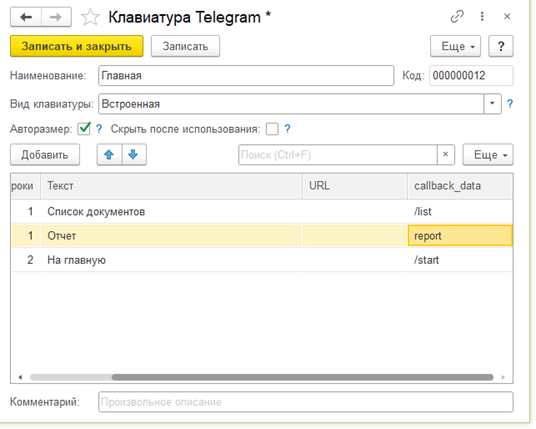 Клавиатура Telegram *
Записать и закрыть Записать Еще ?
Наименование: Главная Код: 000000012
Вид клавиатуры: Встроенная ?
Авторазмер: ? Скрыть после использования: ?
Добавить Поиск (Ctrl+F) × Еще
роки Текст URL callback_data
1 Список документов /list
1 Отчет report
2 На главную /start
Комментарий: Произвольное описание